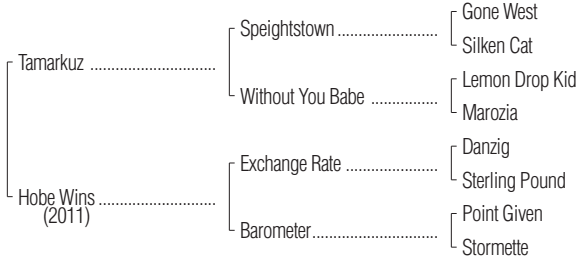 Gone West
Speightstown
Silken Cat
Tamarkuz
Lemon Drop Kid
Without You Babe
Marozia
Danzig
Exchange Rate
Sterling Pound
Hobe Wins
(2011)
Point Given
Barometer
Stormette